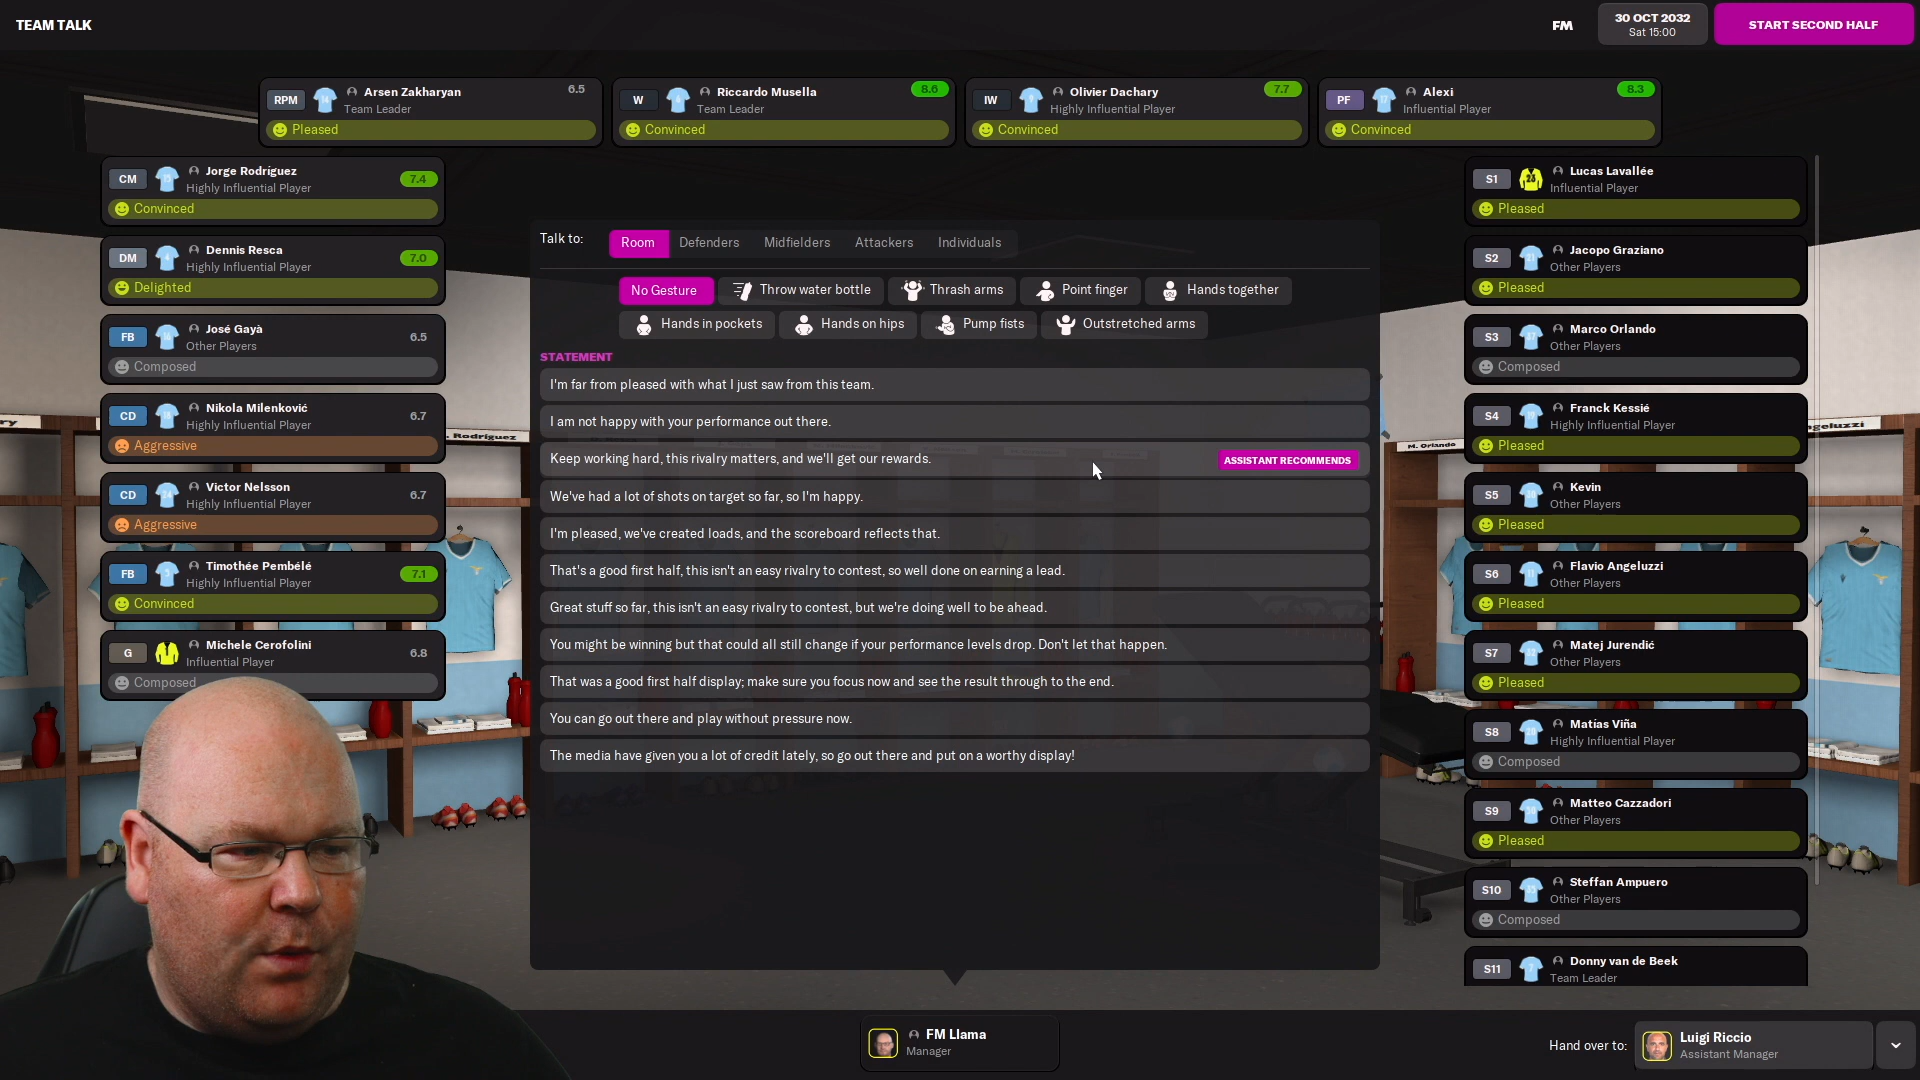 TEAM TALK
FM
30 OCT 2032
Sat 15:00
START SECOND HALF
RPM
Arsen Zakharyan
Team Leader
6.5
Pleased
W
Riccardo Musella
Team Leader
8.6
Convinced
IW
Olivier Dachary
Highly Influential Player
7.7
Convinced
PF
Alexi
Influential Player
8.3
Convinced
CM
Jorge Rodríguez
Highly Influential Player
7.4
Convinced
DM
Dennis Resca
Highly Influential Player
7.0
Delighted
FB
José Gayà
Other Players
6.5
Composed
CD
Nikola Milenković
Highly Influential Player
6.7
Aggressive
CD
Victor Nelsson
Highly Influential Player
6.7
Aggressive
FB
Timothée Pembélé
Highly Influential Player
7.1
Convinced
G
Michele Cerofolini
Influential Player
6.8
Composed
. Rodríguez
Talk to:
Room
Defenders
Midfielders
Attackers
Individuals
No Gesture
Throw water bottle
Thrash arms
Point finger
Hands together
Hands in pockets
Hands on hips
Pump fists
Outstretched arms
STATEMENT
I'm far from pleased with what I just saw from this team.
I am not happy with your performance out there.
Keep working hard, this rivalry matters, and we'll get our rewards.
ASSISTANT RECOMMENDS
We've had a lot of shots on target so far, so I'm happy.
I'm pleased, we've created loads, and the scoreboard reflects that.
That's a good first half, this isn't an easy rivalry to contest, so well done on earning a lead.
Great stuff so far, this isn't an easy rivalry to contest, but we're doing well to be ahead.
You might be winning but that could all still change if your performance levels drop. Don't let that happen.
That was a good first half display; make sure you focus now and see the result through to the end.
You can go out there and play without pressure now.
The media have given you a lot of credit lately, so go out there and put on a worthy display!
M. Orlando
S1
Lucas Lavallée
Influential Player
Pleased
S2
Jacopo Graziano
Other Players
Pleased
S3
Marco Orlando
Other Players
Composed
S4
Franck Kessié
Highly Influential Player
Pleased
S5
Kevin
Other Players
Pleased
S6
Flavio Angeluzzi
Other Players
Pleased
S7
Matej Jurendić
Other Players
Pleased
S8
Matías Viña
Highly Influential Player
Composed
S9
Matteo Cazzadori
Other Players
Pleased
S10
Steffan Ampuero
Other Players
Composed
S11
Donny van de Beek
Team Leader
FM Llama
Manager
Hand over to:
Luigi Riccio
Assistant Manager